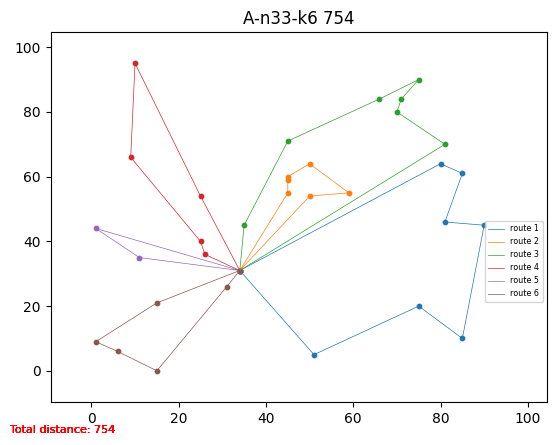 A-n33-k6 754
100
80
60
40
20
0
0 20 40 60 80 100
route 1
route 2
route 3
route 4
route 5
route 6
Total distance: 754